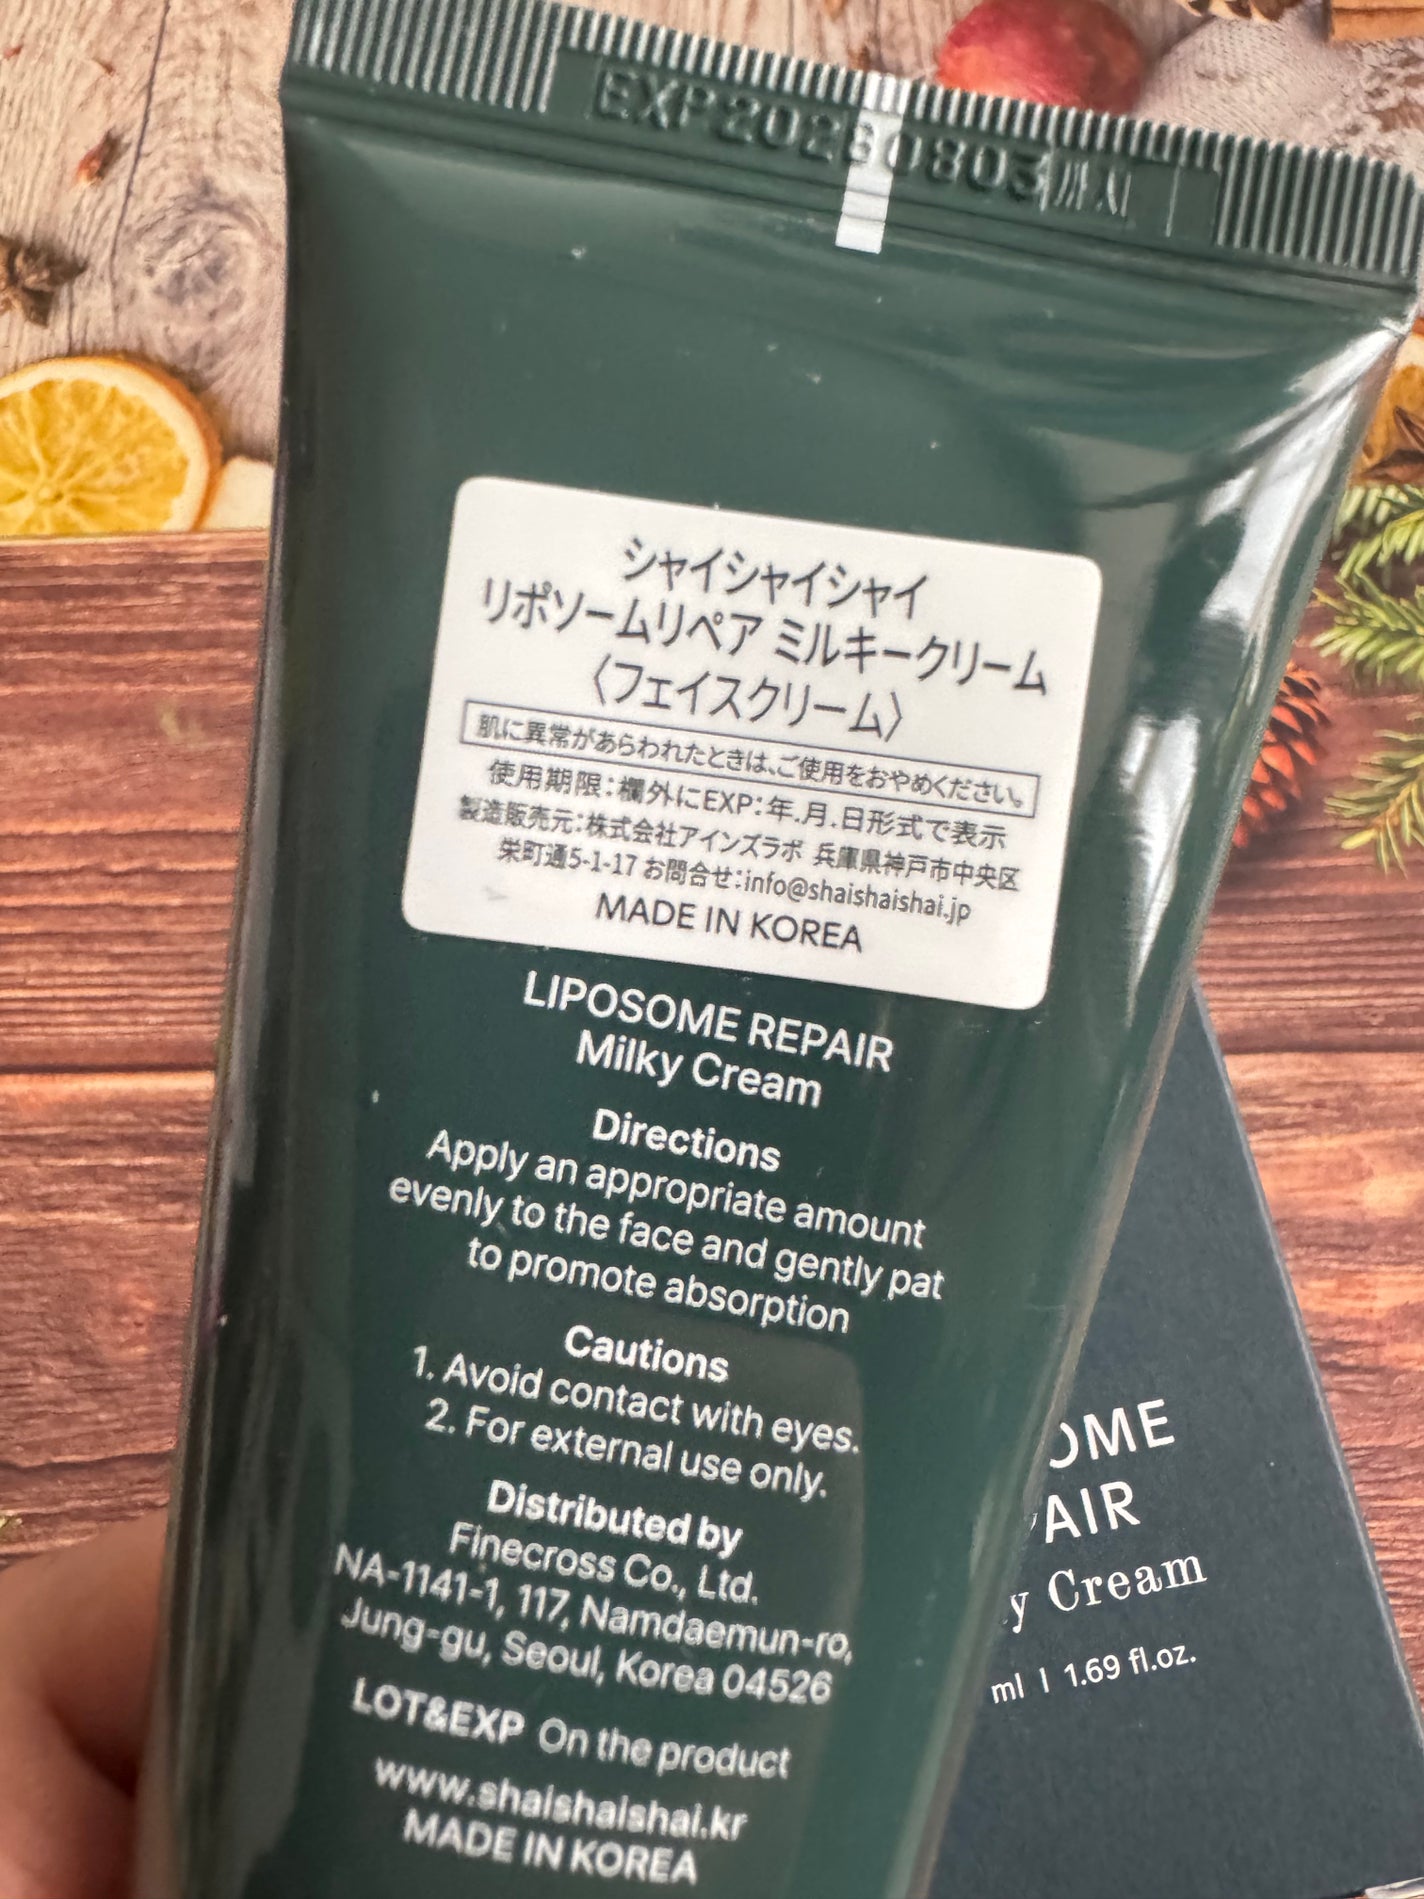 シャイシャイシャイ
リポソームリペア ミルキークリーム
〈フェイスクリーム〉
肌に異常があらわれたときは、ご使用をおやめください。
使用期限：欄外にEXP：年.月.日形式で表示
製造販売元：株式会社アインズラボ 兵庫県神戸市中央区
栄町通5-1-17 お問合せ：info@shaishaishai.jp
MADE IN KOREA
LIPOSOME REPAIR
Milky Cream
Directions
Apply an appropriate amount
evenly to the face and gently pat
to promote absorption
Cautions
1. Avoid contact with eyes.
2. For external use only.
Distributed by
Finecross Co., Ltd.
NA-1141-1, 117, Namdaemun-ro,
Jung-gu, Seoul, Korea 04526
LOT&EXP On the product
www.shaishaishai.kr
MADE IN KOREA
OME
PAIR
y Cream
ml | 1.69 fl.oz.